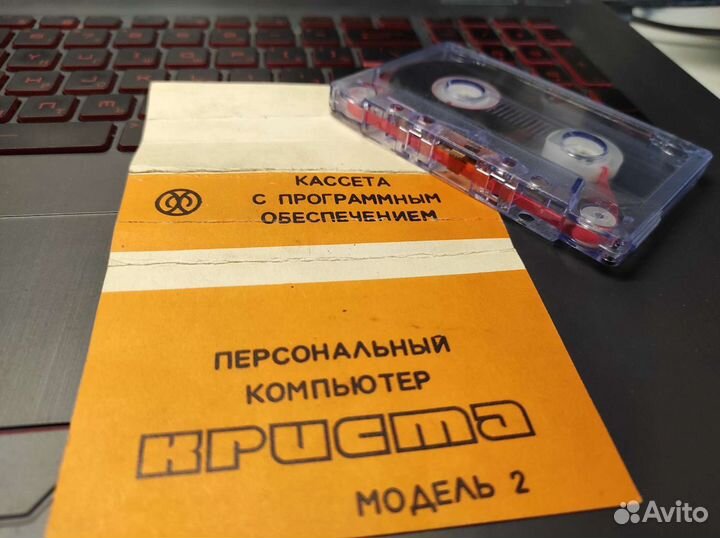 КАССЕТА
С ПРОГРАММНЫМ
ОБЕСПЕЧЕНИЕМ
ПЕРСОНАЛЬНЫЙ
КОМПЬЮТЕР
КРИСТА
МОДЕЛЬ 2
Avito